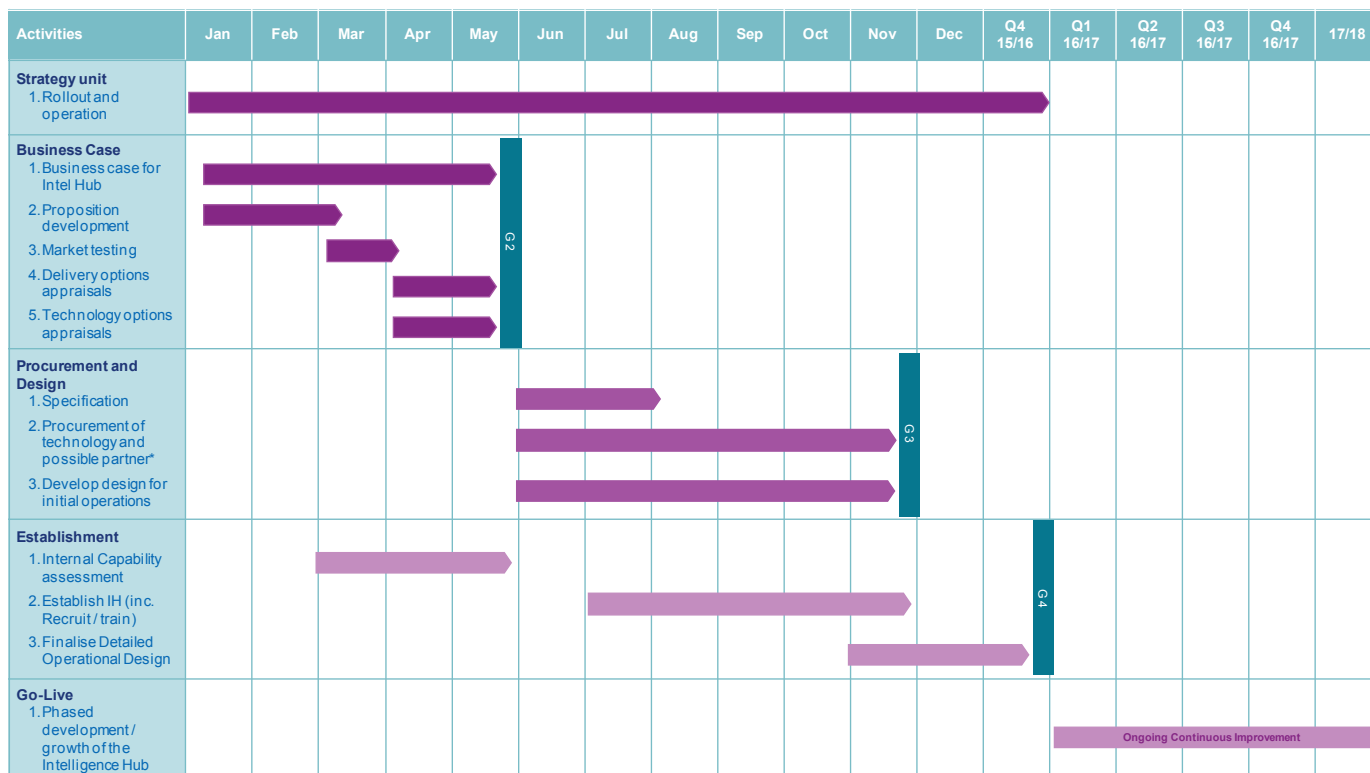 Activities Jan Feb Mar Apr May Jun Jul Aug Sep Oct Nov Dec Q4 15/16 Q1 16/17 Q2 16/17 Q3 16/17 Q4 16/17 17/18
Strategy unit
1. Rollout and
operation
Business Case
1. Business case for
Intel Hub
2. Proposition
development
3. Market testing
4. Delivery options
appraisals
5. Technology options
appraisals
G 2
Procurement and
Design
1. Specification
2. Procurement of
technology and
possible partner*
3. Develop design for
initial operations
G 3
Establishment
1. Internal Capability
assessment
2. Establish IH (inc.
Recruit / train)
3. Finalise Detailed
Operational Design
G 4
Go-Live
1. Phased
development /
growth of the
Intelligence Hub
Ongoing Continuous Improvement